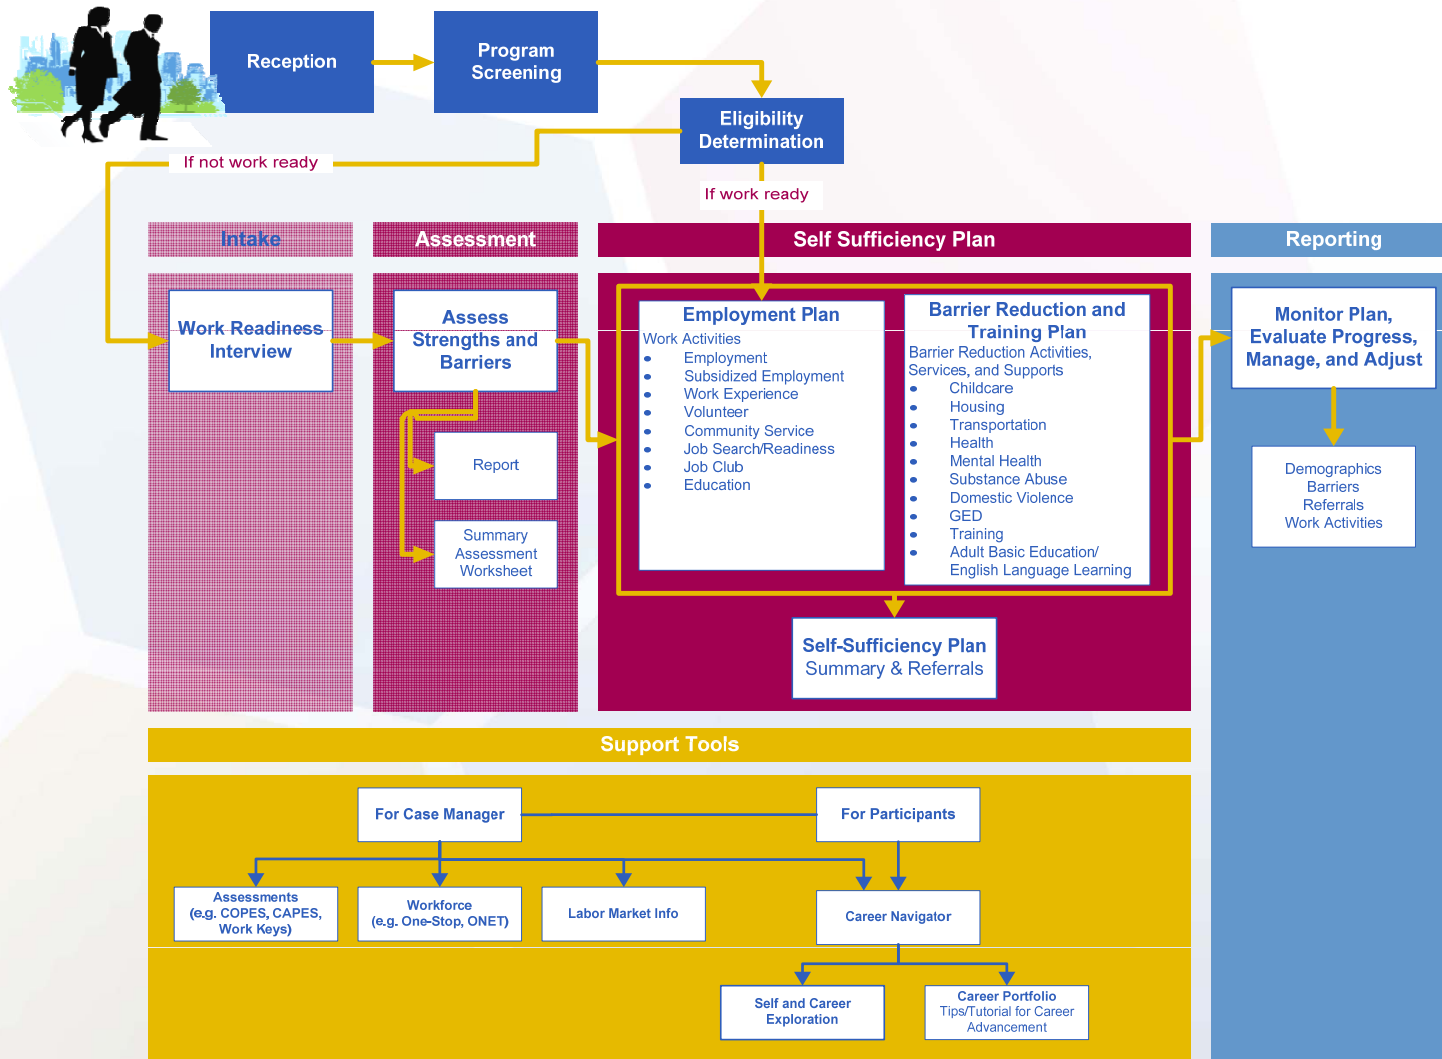 Reception
Program
Screening
Eligibility
Determination
If not work ready
If work ready
Intake
Assessment
Self Sufficiency Plan
Reporting
Work Readiness
Interview
Assess
Strengths and
Barriers
Report
Summary
Assessment
Worksheet
Employment Plan
Work Activities
• Employment
• Subsidized Employment
• Work Experience
• Volunteer
• Community Service
• Job Search/Readiness
• Job Club
• Education
Barrier Reduction and
Training Plan
Barrier Reduction Activities,
Services, and Supports
• Childcare
• Housing
• Transportation
• Health
• Mental Health
• Substance Abuse
• Domestic Violence
• GED
• Training
• Adult Basic Education/
English Language Learning
Self-Sufficiency Plan
Summary & Referrals
Monitor Plan,
Evaluate Progress,
Manage, and Adjust
Demographics
Barriers
Referrals
Work Activities
Support Tools
For Case Manager
For Participants
Assessments
(e.g. COPES, CAPES,
Work Keys)
Workforce
(e.g. One-Stop, ONET)
Labor Market Info
Career Navigator
Self and Career
Exploration
Career Portfolio
Tips/Tutorial for Career
Advancement